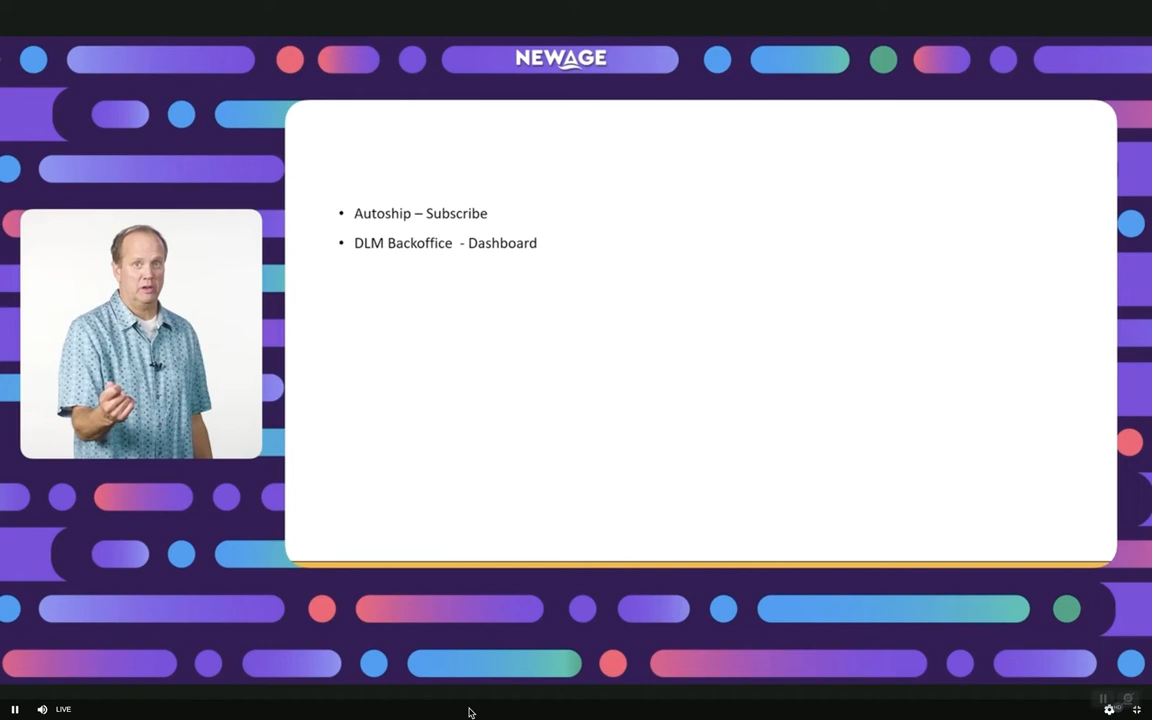 NEWAGE
• Autoship – Subscribe
• DLM Backoffice - Dashboard
LIVE